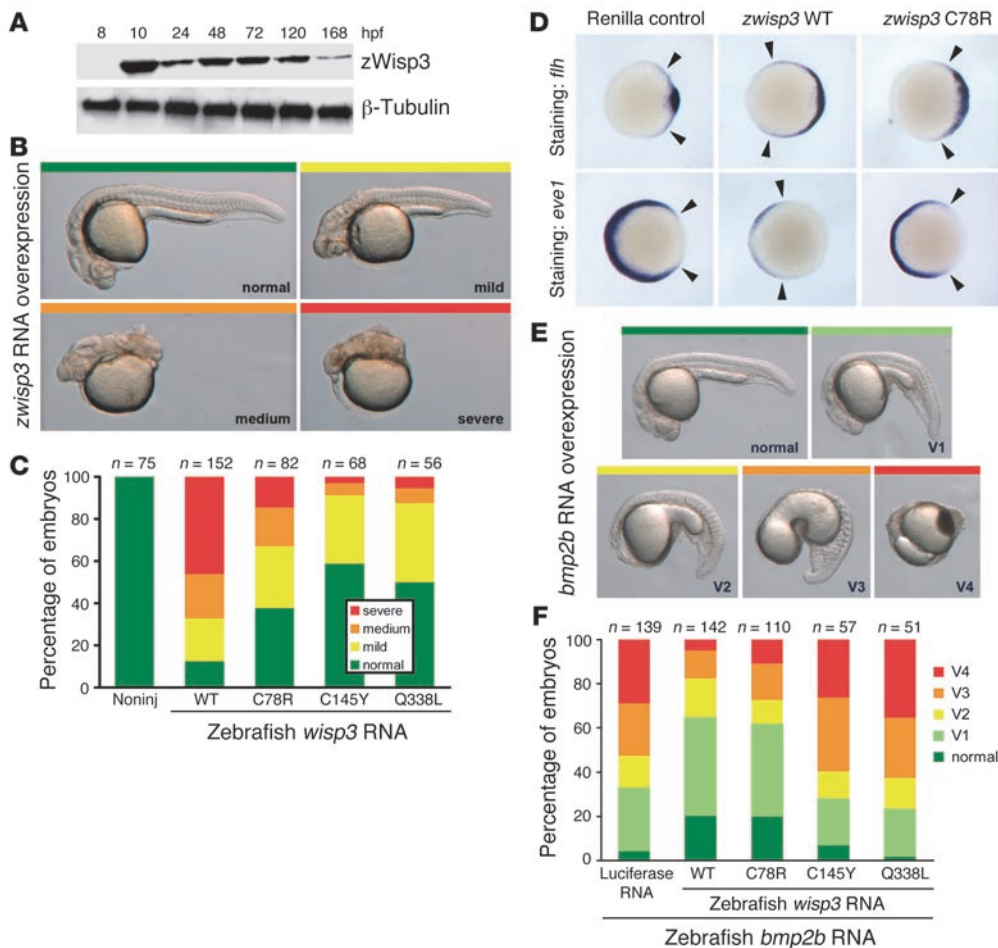 A
8 10 24 48 72 120 168 hpf
zWisp3
β-Tubulin
B
zwisp3 RNA overexpression
normal
mild
medium
severe
C
n = 75 n = 152 n = 82 n = 68 n = 56
Percentage of embryos
100
80
60
40
20
0
severe
medium
mild
normal
Noninj WT C78R C145Y Q338L
Zebrafish wisp3 RNA
D
Renilla control zwisp3 WT zwisp3 C78R
Staining: flh
Staining: eve1
E
bmp2b RNA overexpression
normal
V1
V2
V3
V4
F
n = 139 n = 142 n = 110 n = 57 n = 51
Percentage of embryos
100
80
60
40
20
0
V4
V3
V2
V1
normal
Luciferase RNA
WT C78R C145Y Q338L
Zebrafish wisp3 RNA
Zebrafish bmp2b RNA